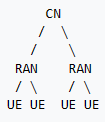 CN
/ \
/ \
RAN RAN
/ \ / \
UE UE UE UE